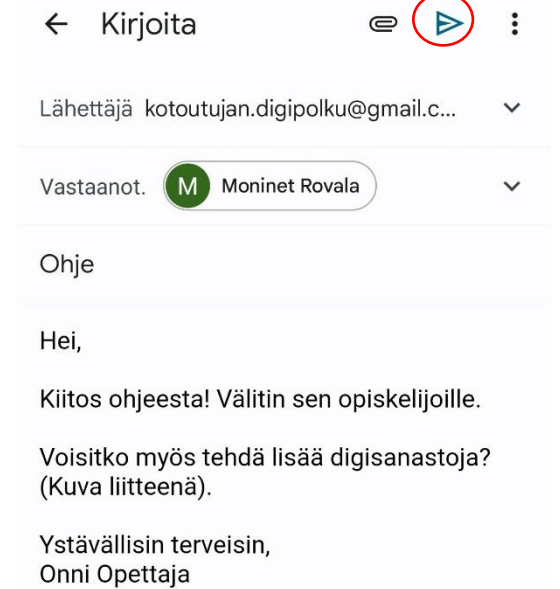 Kirjoita
Lähettäjä kotoutujan.digipolku@gmail.c...
Vastaanot. M Moninet Rovala
Ohje
Hei,
Kiitos ohjeesta! Välitin sen opiskelijoille.
Voisitko myös tehdä lisää digisanastoja?
(Kuva liitteenä).
Ystävällisin terveisin,
Onni Opettaja